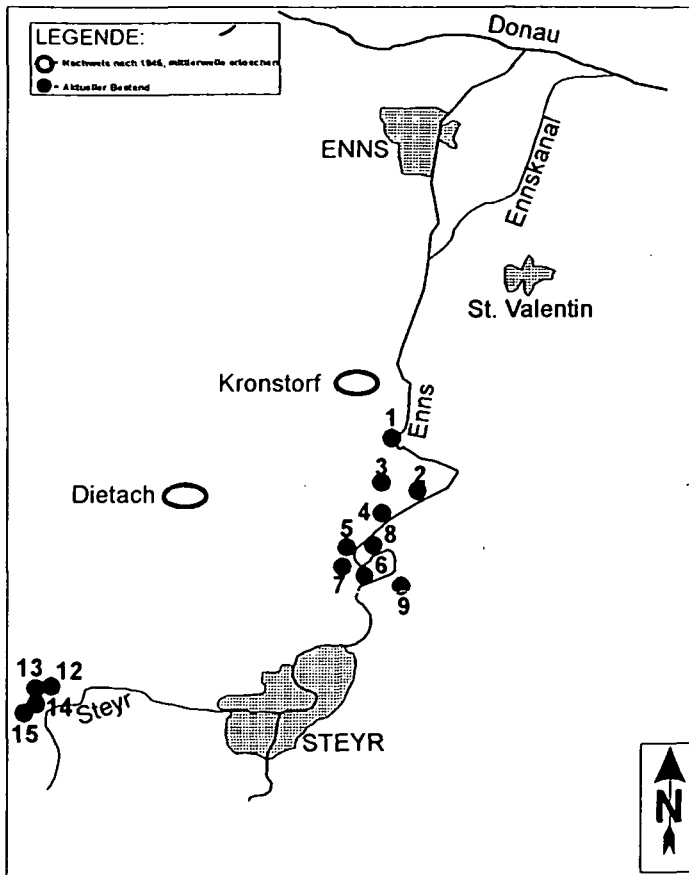 LEGENDE:
- Nachweis nach 1945, mittlerweile erloschen
- Aktueller Bestand
Donau
ENNS
Ennskanal
St. Valentin
Kronstorf
Enns
1
3
2
Dietach
4
5
8
6
7
9
13
12
14
Steyr
15
STEYR
N